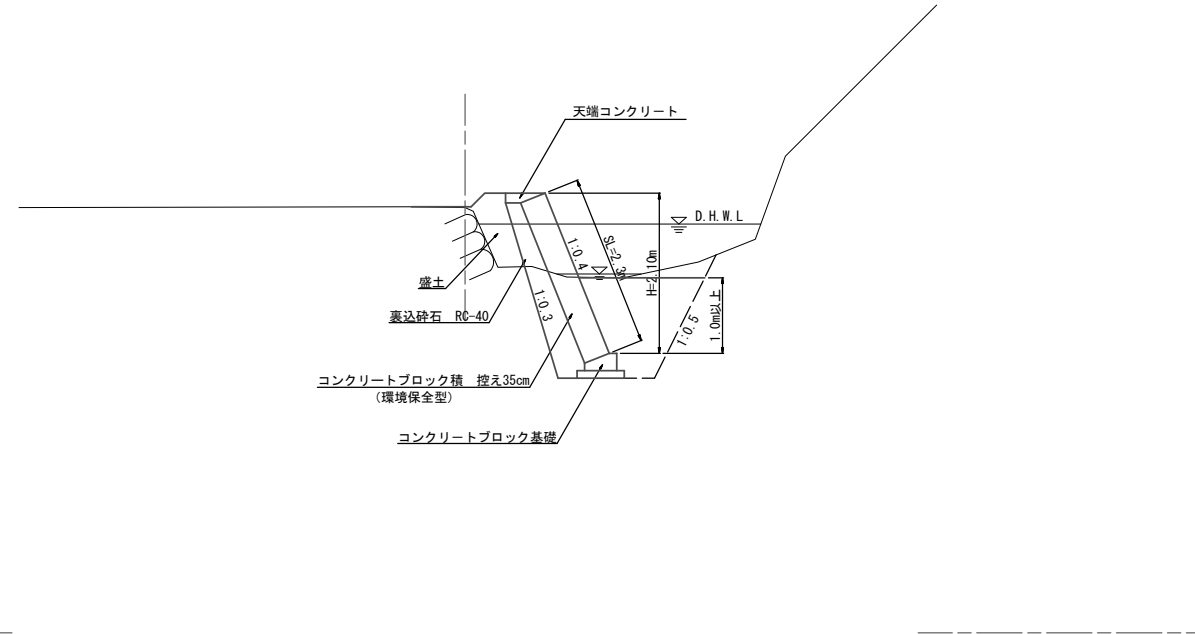 天端コンクリート
D.H.W.L
SL=2.3m
1:0.4
H=2.10m
盛土
1:0.3
裏込砕石 RC-40
1:0.5
1.0m以上
コンクリートブロック積 控え35cm
(環境保全型)
コンクリートブロック基礎